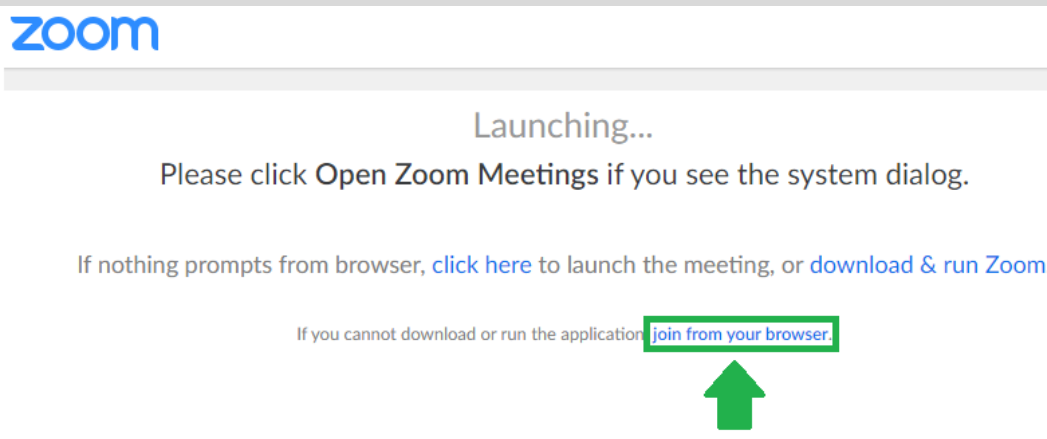 zoom
Launching...
Please click Open Zoom Meetings if you see the system dialog.
If nothing prompts from browser, click here to launch the meeting, or download & run Zoom
If you cannot download or run the application join from your browser.